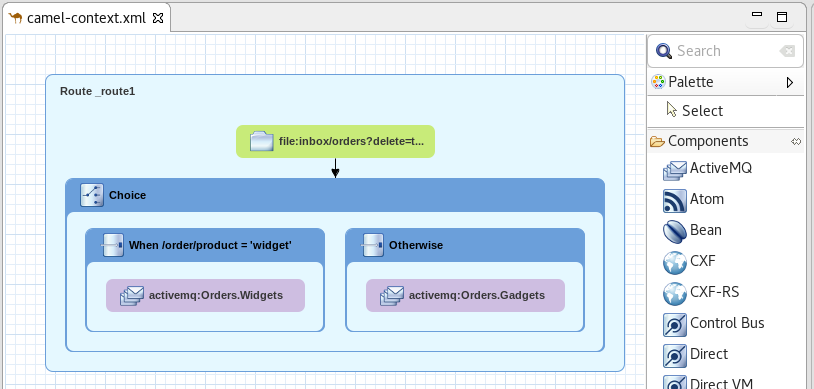 camel-context.xml
Route _route1
file:inbox/orders?delete=t...
Choice
When /order/product = 'widget'
Otherwise
activemq:Orders.Widgets
activemq:Orders.Gadgets
Search
Palette
Select
Components
ActiveMQ
Atom
Bean
CXF
CXF-RS
Control Bus
Direct
Direct VM